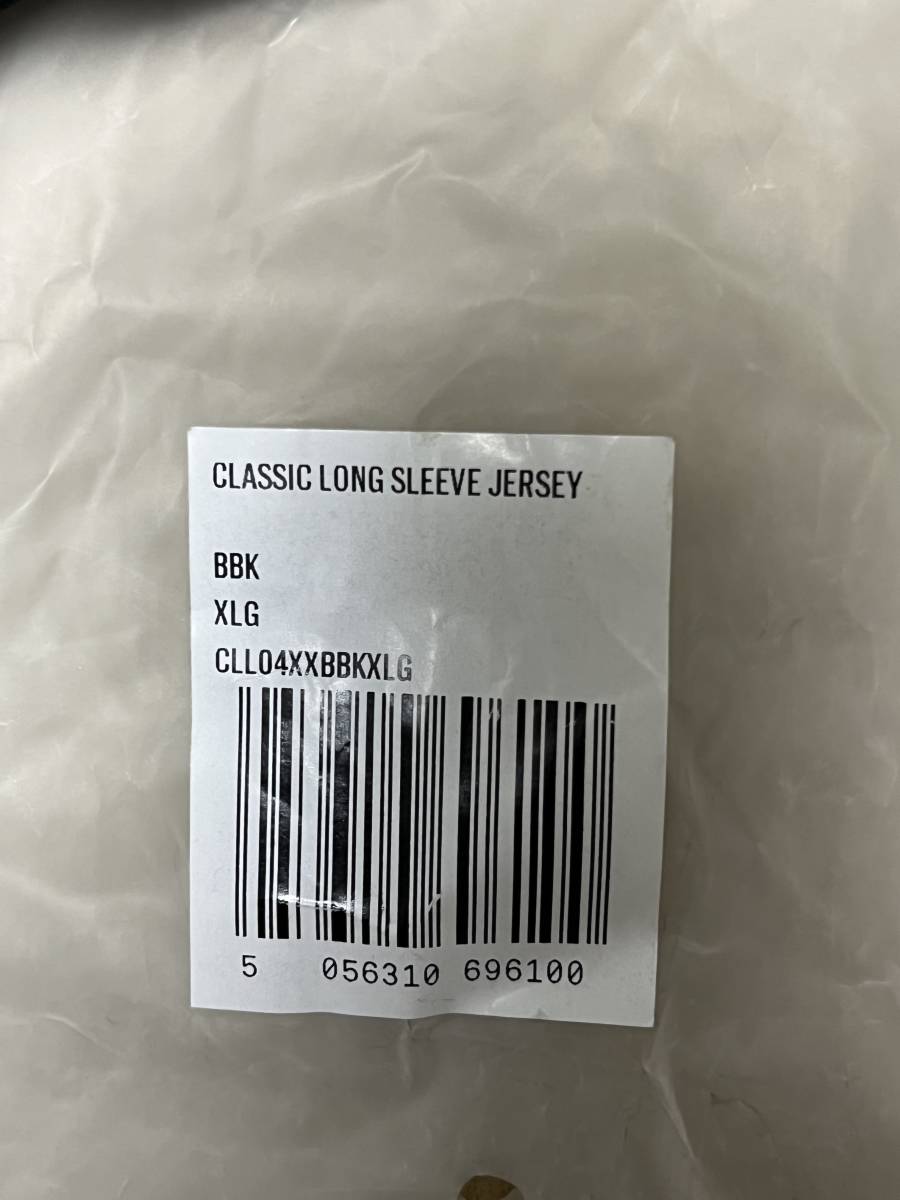 CLASSIC LONG SLEEVE JERSEY
BBK
XLG
CLL04XXBBKXLG
5 056310 696100